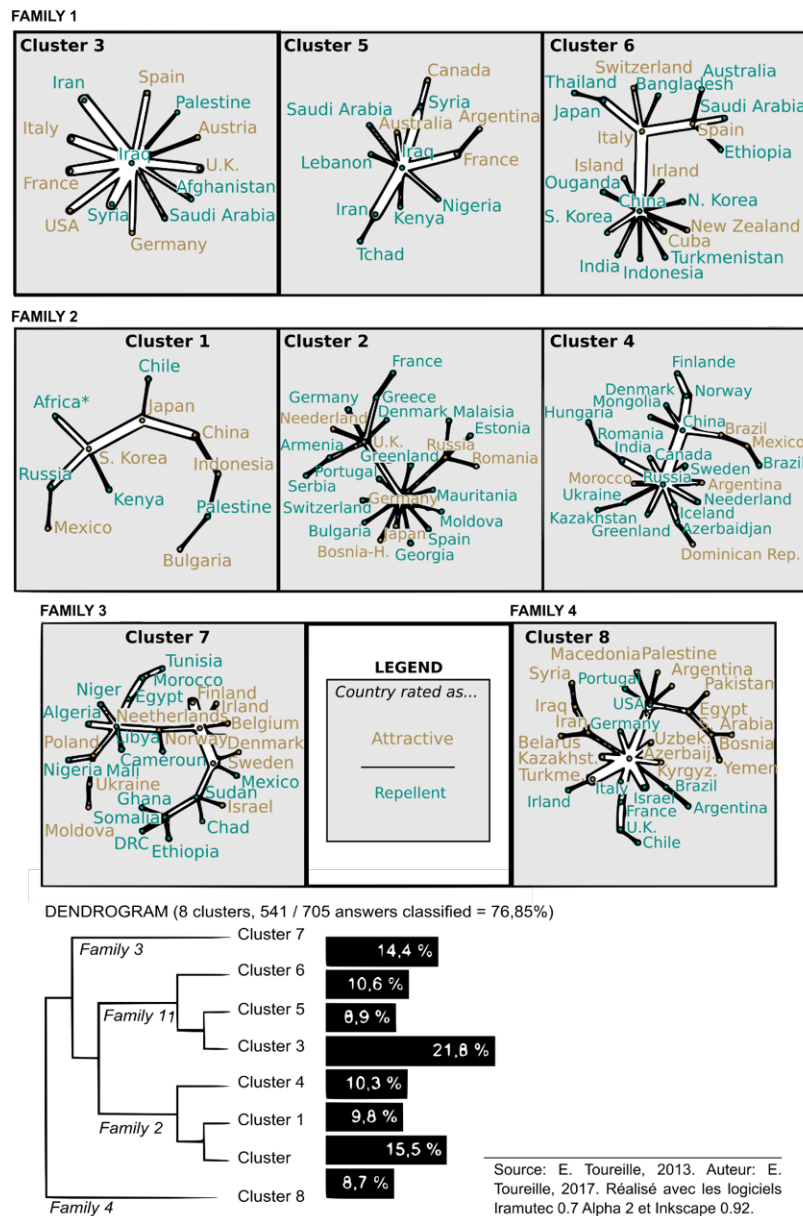 FAMILY 1
Cluster 3
Iran
Spain
Palestine
Italy
Austria
Iraq
France
U.K.
Afghanistan
USA
Syria
Saudi Arabia
Germany
Cluster 5
Canada
Syria
Saudi Arabia
Argentina
Australia
Lebanon
Iraq
France
Iran
Kenya
Nigeria
Tchad
Cluster 6
Switzerland
Australia
Thailand
Bangladesh
Japan
Saudi Arabia
Italy
Spain
Ethiopia
Island
Irland
Ouganda
China
N. Korea
S. Korea
New Zealand
Cuba
India
Turkmenistan
Indonesia
FAMILY 2
Cluster 1
Chile
Africa*
Japan
China
S. Korea
Indonesia
Russia
Kenya
Palestine
Mexico
Bulgaria
Cluster 2
France
Germany
Greece
Neederland
Denmark
Malaisia
Estonia
Armenia
U.K.
Russia
Greenland
Romania
Serbia
Portugal
Switzerland
Germany
Mauritania
Bulgaria
Japan
Moldova
Bosnia-H.
Spain
Georgia
Cluster 4
Finlande
Denmark
Norway
Mongolia
Hungaria
China
Brazil
Romania
Mexico
India
Canada
Brazil
Morocco
Russia
Sweden
Argentina
Ukraine
Neederland
Kazakhstan
Iceland
Greenland
Azerbaidjan
Dominican Rep.
FAMILY 3
Cluster 7
Tunisia
Niger
Morocco
Egypt
Finland
Irland
Algeria
Neetherlands
Belgium
Poland
Libya
Norway
Denmark
Nigeria
Mali
Cameroun
Sweden
Ukraine
Mexico
Ghana
Sudan
Moldova
Somalia
Israel
DRC
Chad
Ethiopia
LEGEND
Country rated as...
Attractive
Repellent
FAMILY 4
Cluster 8
Macedonia
Palestine
Syria
Portugal
Argentina
Pakistan
Iraq
USA
Egypt
Iran
Germany
S. Arabia
Belarus
Uzbek.
Bosnia
Kazakhst.
Azerbaij.
Turkme.
Kyrgyz.
Yemen
Irland
Italy
Israel
Brazil
France
Argentina
U.K.
Chile
DENDROGRAM (8 clusters, 541 / 705 answers classified = 76,85%)
Family 3
Cluster 7
14,4 %
Cluster 6
10,6 %
Family 11
Cluster 5
8,9 %
Cluster 3
21,8 %
Cluster 4
10,3 %
Family 2
Cluster 1
9,8 %
Cluster
15,5 %
Family 4
Cluster 8
8,7 %
Source: E. Toureille, 2013. Auteur: E.
Toureille, 2017. Réalisé avec les logiciels
Iramutec 0.7 Alpha 2 et Inkscape 0.92.